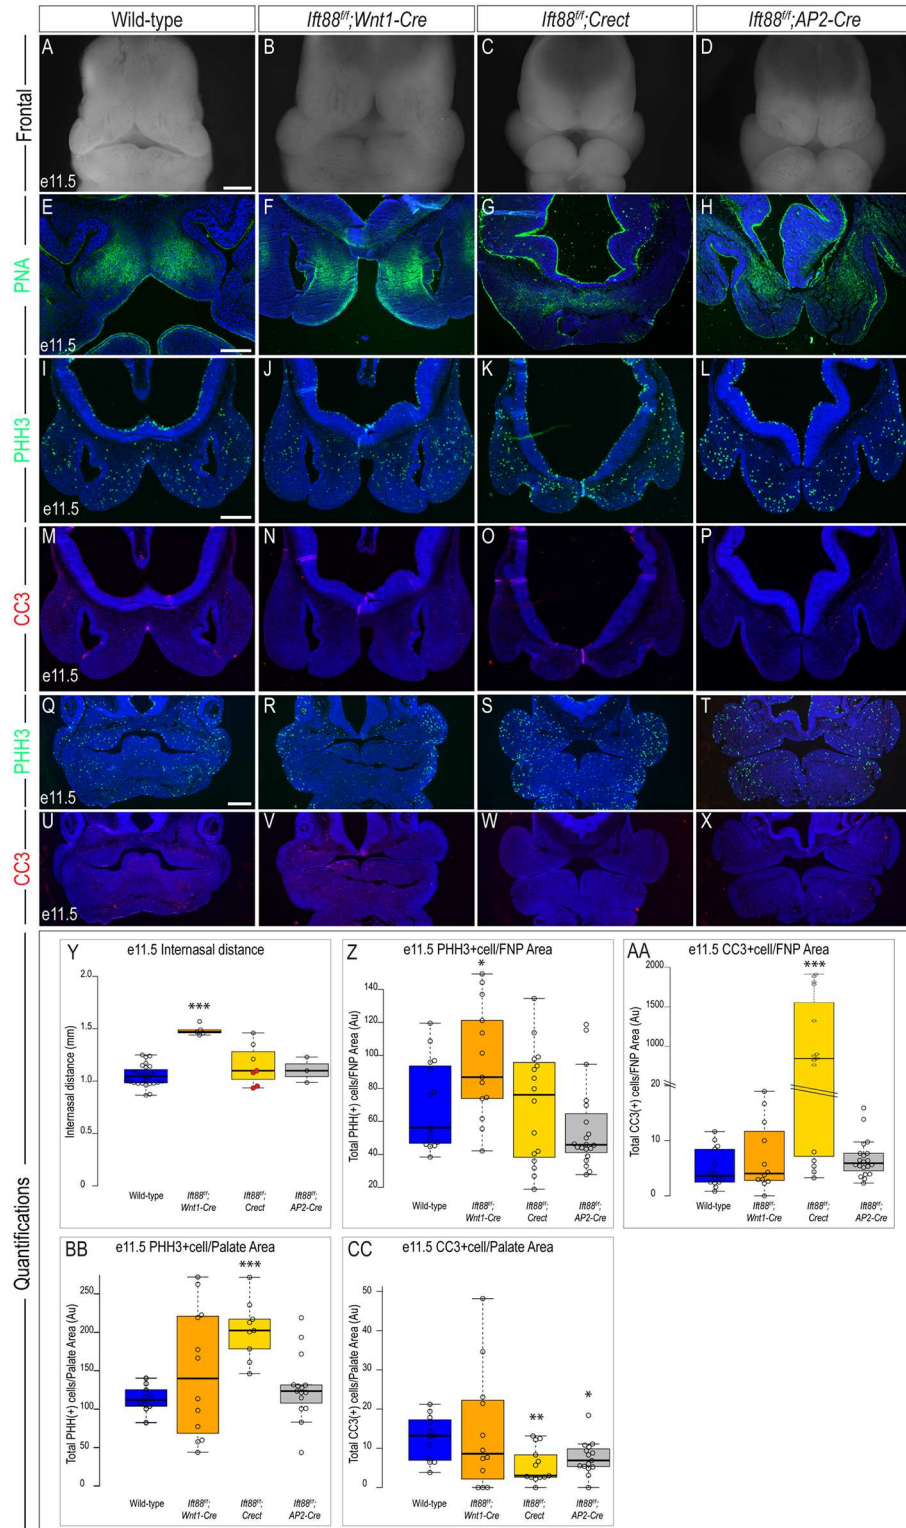 Wild-type
Ift88f/f;Wnt1-Cre
Ift88f/f;Crect
Ift88f/f;AP2-Cre
Frontal
A
B
C
D
e11.5
PNA
E
F
G
H
e11.5
PHH3
I
J
K
L
e11.5
CC3
M
N
O
P
e11.5
PHH3
Q
R
S
T
e11.5
CC3
U
V
W
X
e11.5
Quantifications
Y
e11.5 Internasal distance
Internasal distance (mm)
2.0
1.5
1.0
0.5
0
***
Wild-type
Ift88f/f;
Wnt1-Cre
Ift88f/f;
Crect
Ift88f/f;
AP2-Cre
Z
e11.5 PHH3+cell/FNP Area
Total PHH(+) cells/FNP Area (Au)
140
120
100
80
60
40
20
*
Wild-type
Ift88f/f;
Wnt1-Cre
Ift88f/f;
Crect
Ift88f/f;
AP2-Cre
AA
e11.5 CC3+cell/FNP Area
Total CC3(+) cells/FNP Area (Au)
2000
1500
1000
20
10
0
***
Wild-type
Ift88f/f;
Wnt1-Cre
Ift88f/f;
Crect
Ift88f/f;
AP2-Cre
BB
e11.5 PHH3+cell/Palate Area
Total PHH(+) cells/Palate Area (Au)
250
200
150
100
50
0
***
Wild-type
Ift88f/f;
Wnt1-Cre
Ift88f/f;
Crect
Ift88f/f;
AP2-Cre
CC
e11.5 CC3+cell/Palate Area
Total CC3(+) cells/Palate Area (Au)
50
40
30
20
10
0
**
*
Wild-type
Ift88f/f;
Wnt1-Cre
Ift88f/f;
Crect
Ift88f/f;
AP2-Cre